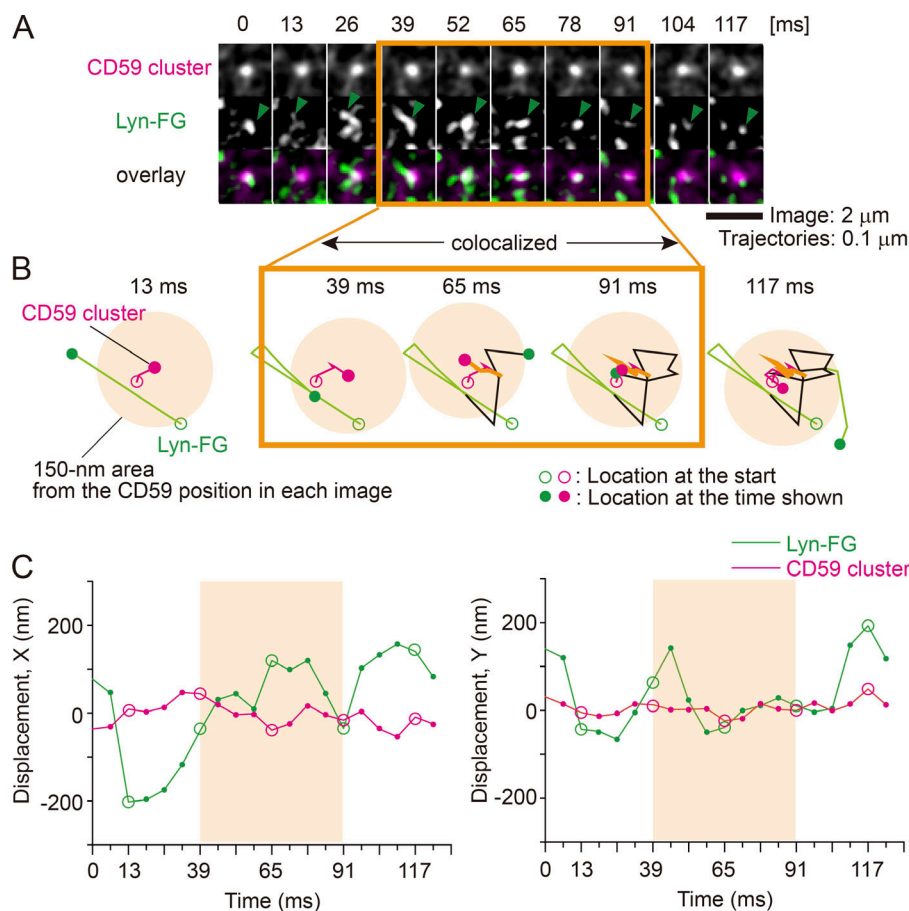 A
0 13 26 39 52 65 78 91 104 117 [ms]
CD59 cluster
Lyn-FG
overlay
Image: 2 μm
Trajectories: 0.1 μm
colocalized
B
13 ms 39 ms 65 ms 91 ms 117 ms
CD59 cluster
Lyn-FG
150-nm area
from the CD59 position in each image
: Location at the start
: Location at the time shown
C
Lyn-FG
CD59 cluster
Displacement, X (nm)
200
0
-200
0 13 39 65 91 117
Time (ms)
Displacement, Y (nm)
200
0
-200
0 13 39 65 91 117
Time (ms)